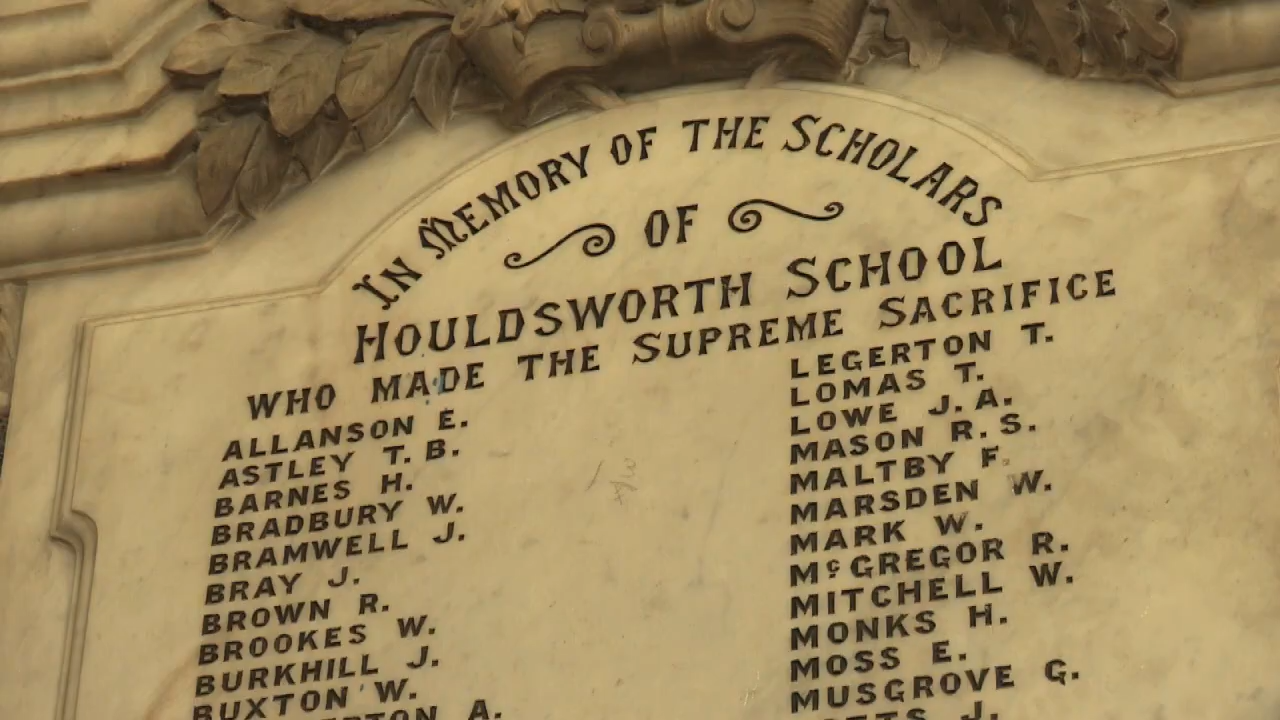 IN MEMORY OF THE SCHOLARS
OF
HOULDSWORTH SCHOOL
WHO MADE THE SUPREME SACRIFICE
ALLANSON E.
ASTLEY T. B.
BARNES H.
BRADBURY W.
BRAMWELL J.
BRAY J.
BROWN R.
BROOKES W.
BURKHILL J.
BUXTON W.
A.
LEGERTON T.
LOMAS T.
LOWE J. A.
MASON R. S.
MALTBY F.
MARSDEN W.
MARK W.
McGREGOR R.
MITCHELL W.
MONKS H.
MOSS E.
MUSGROVE G.
J.